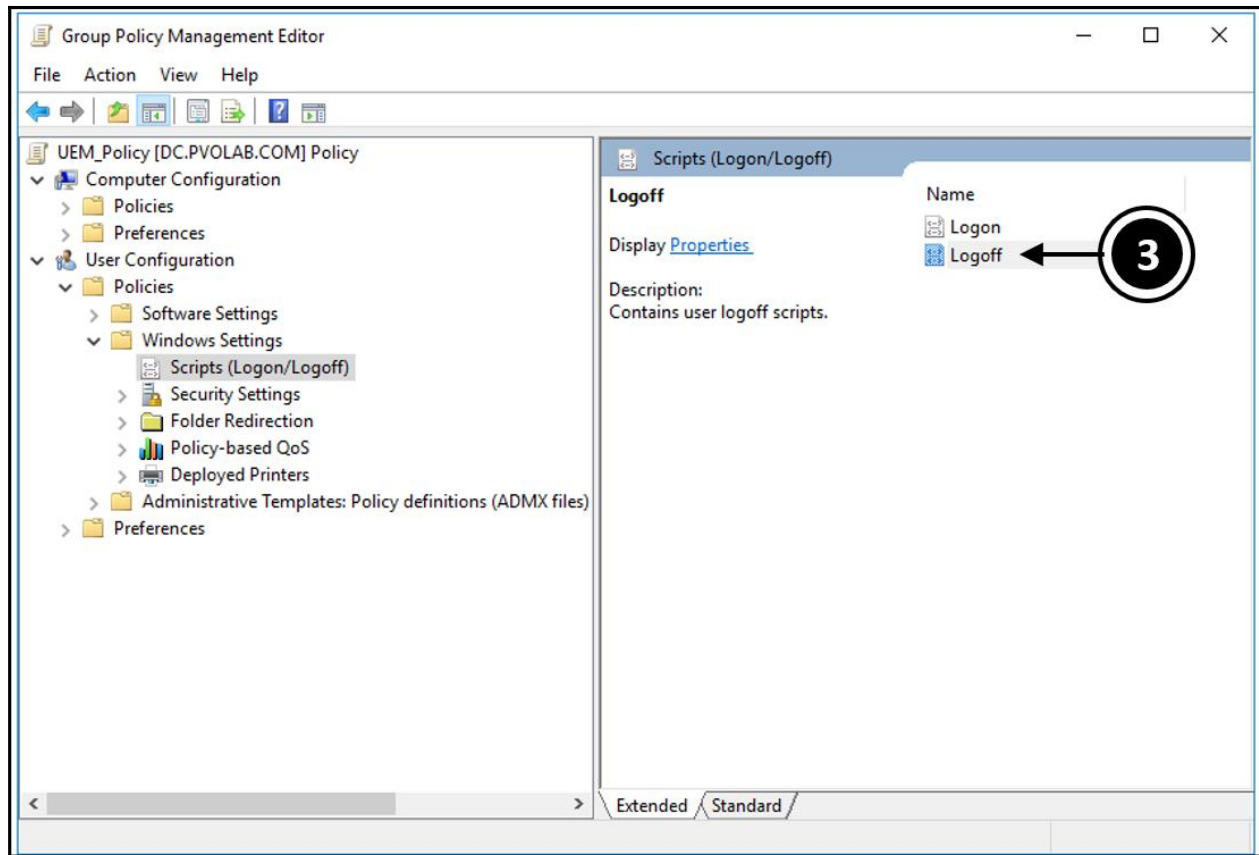 Group Policy Management Editor
File Action View Help
UEM_Policy [DC.PVOLAB.COM] Policy
Computer Configuration
Policies
Preferences
User Configuration
Policies
Software Settings
Windows Settings
Scripts (Logon/Logoff)
Security Settings
Folder Redirection
Policy-based QoS
Deployed Printers
Administrative Templates: Policy definitions (ADMX files)
Preferences
Scripts (Logon/Logoff)
Logoff
Display Properties
Description:
Contains user logoff scripts.
Name
Logon
Logoff
3
Extended Standard